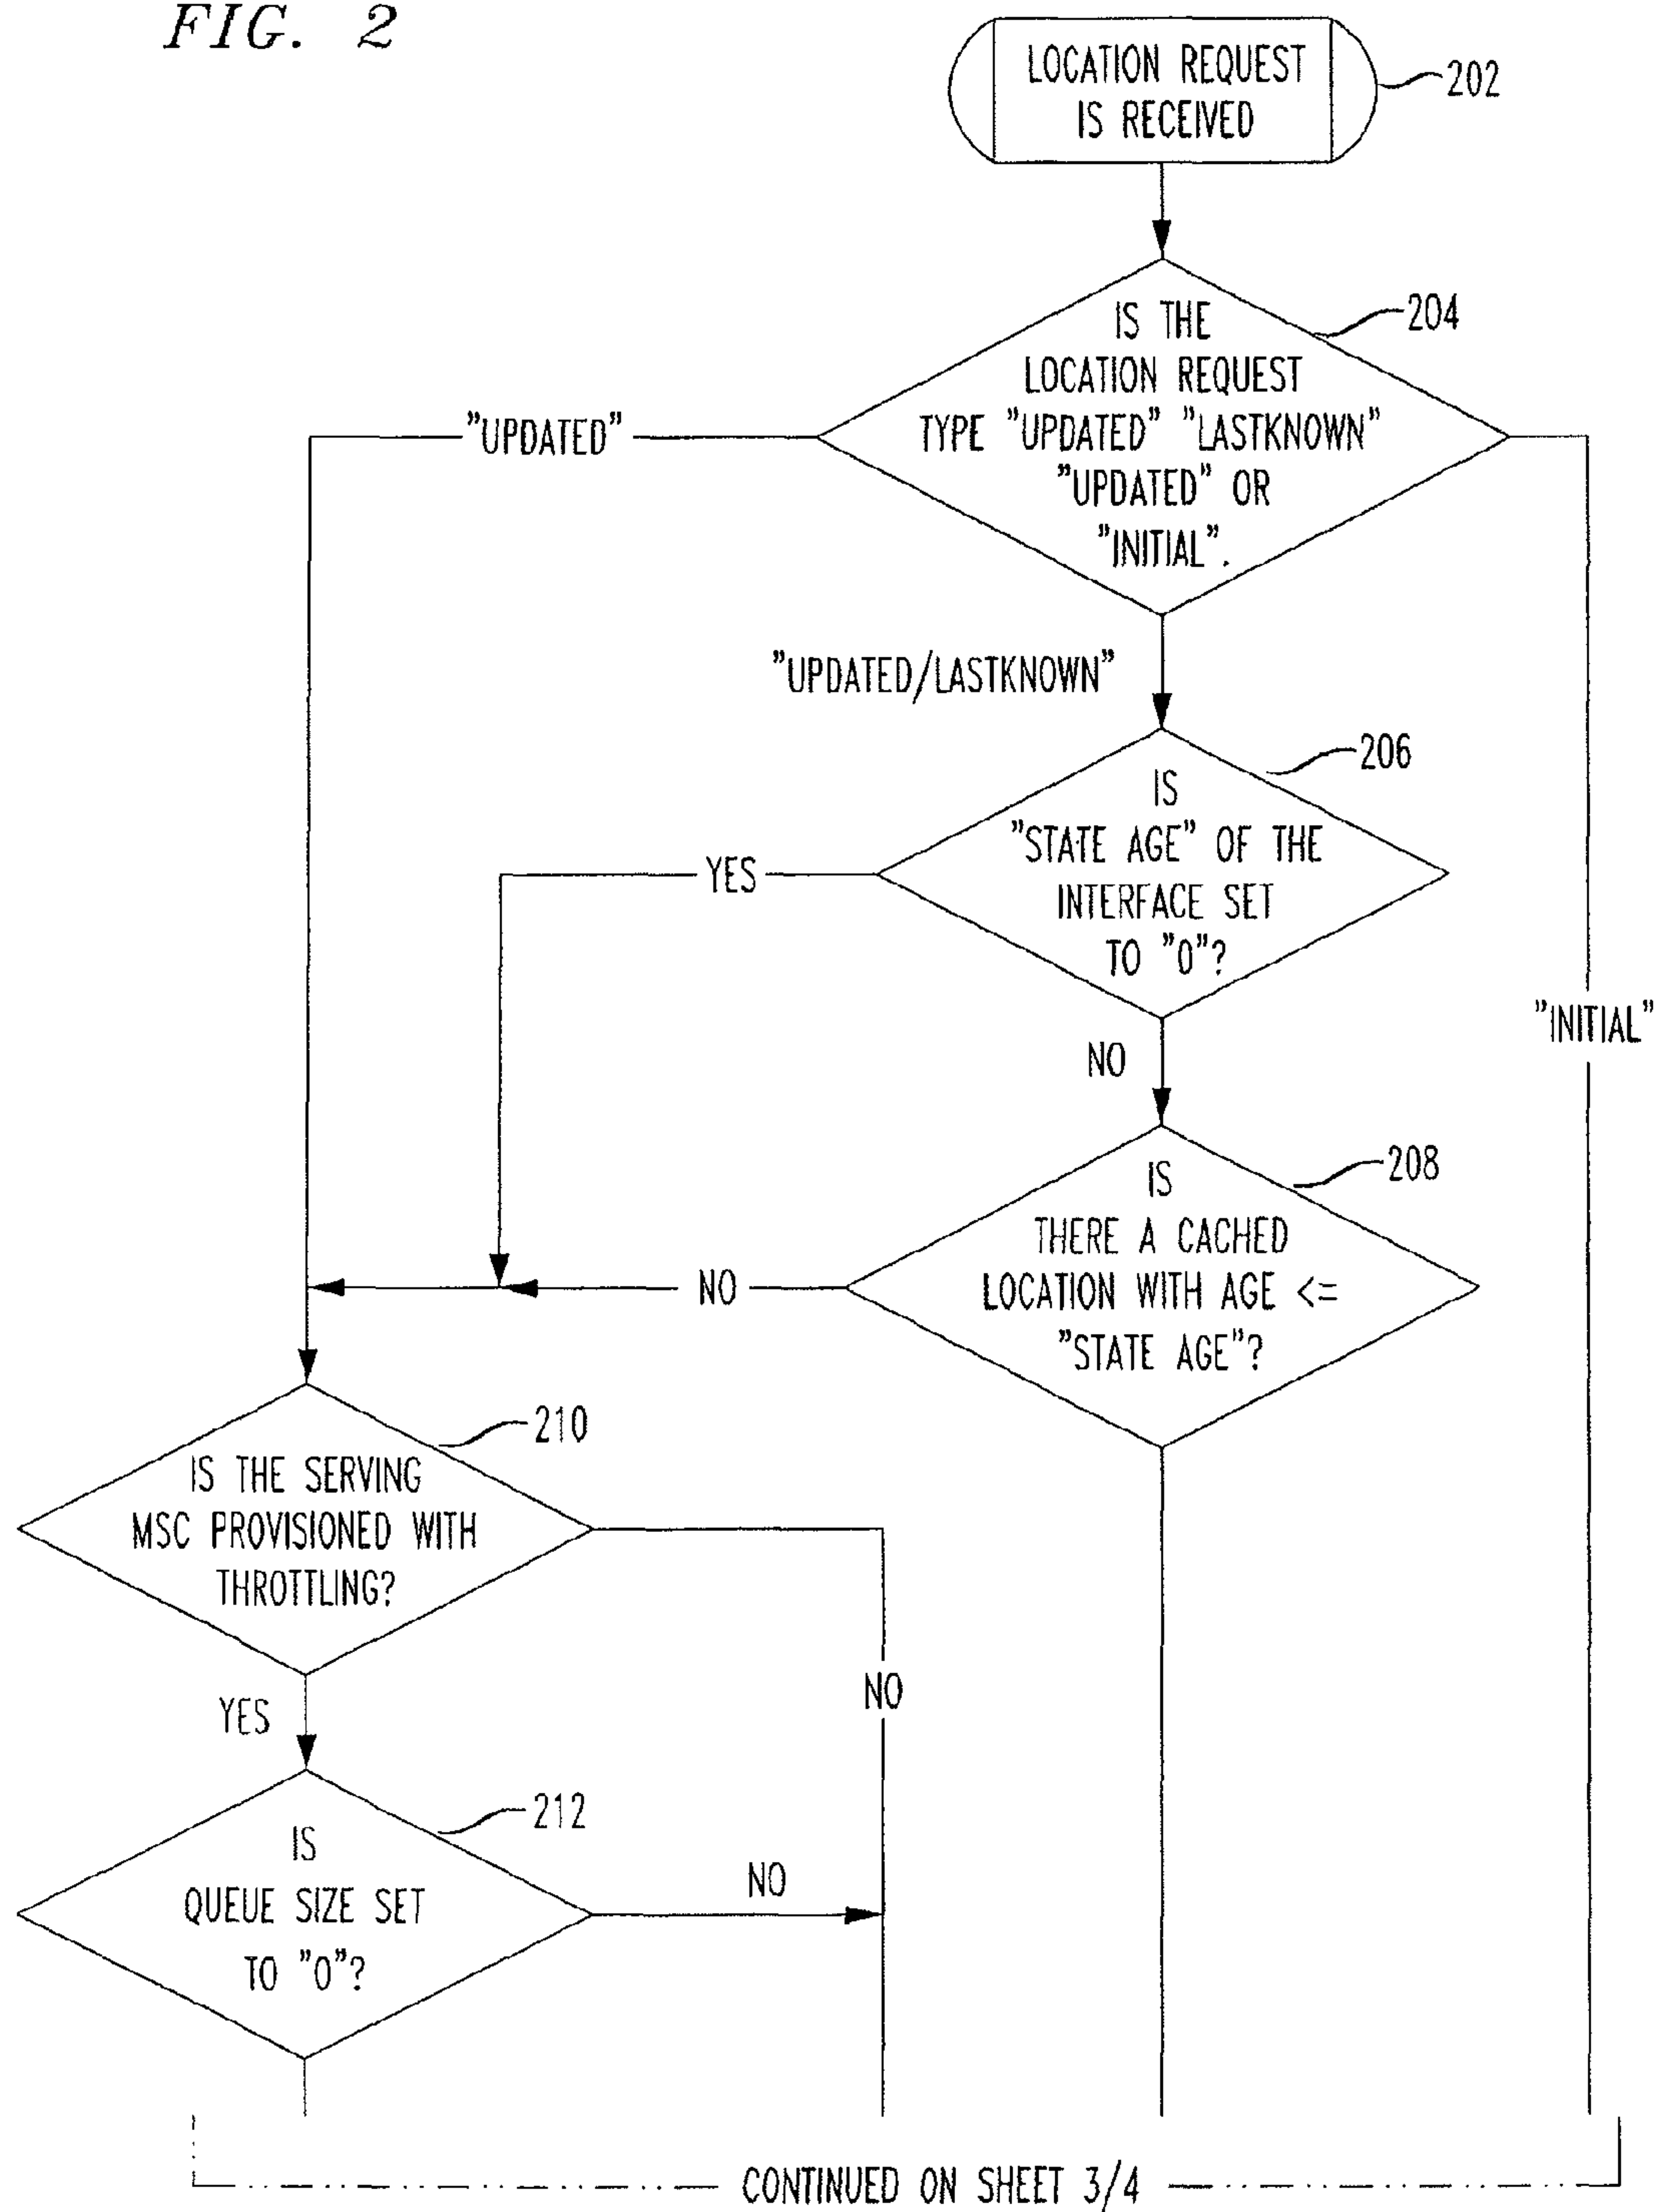 FIG. 2
LOCATION REQUEST
IS RECEIVED
202
IS THE
LOCATION REQUEST
TYPE "UPDATED" "LASTKNOWN"
"UPDATED" OR
"INITIAL".
204
"UPDATED"
"UPDATED/LASTKNOWN"
206
IS
"STATE AGE" OF THE
INTERFACE SET
TO "0"?
YES
"INITIAL"
NO
208
IS
THERE A CACHED
LOCATION WITH AGE <=
"STATE AGE"?
NO
210
IS THE SERVING
MSC PROVISIONED WITH
THROTTLING?
NO
YES
212
IS
QUEUE SIZE SET
TO "0"?
NO
CONTINUED ON SHEET 3/4